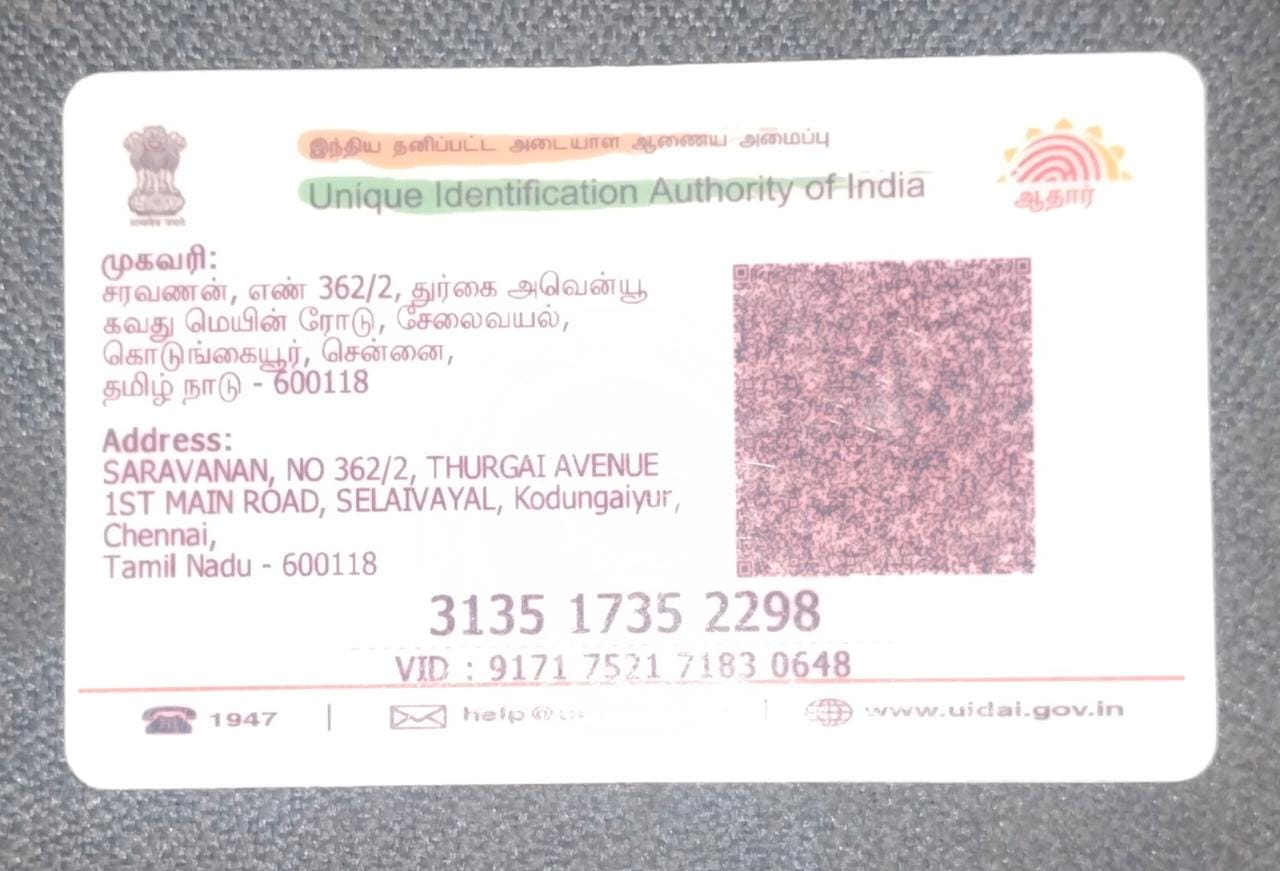 இந்திய தனிப்பட்ட அடையாள ஆணைய அமைப்பு
Unique Identification Authority of India
ஆதார்
முகவரி:
சரவணன், எண் 362/2, துர்கை அவென்யூ
கவது மெயின் ரோடு, சேலைவயல்,
கொடுங்கையூர், சென்னை,
தமிழ் நாடு - 600118
Address:
SARAVANAN, NO 362/2, THURGAI AVENUE
1ST MAIN ROAD, SELAIVAYAL, Kodungaiyur,
Chennai,
Tamil Nadu - 600118
3135 1735 2298
VID : 9171 7521 7183 0648
1947 | help@ | www.uidai.gov.in